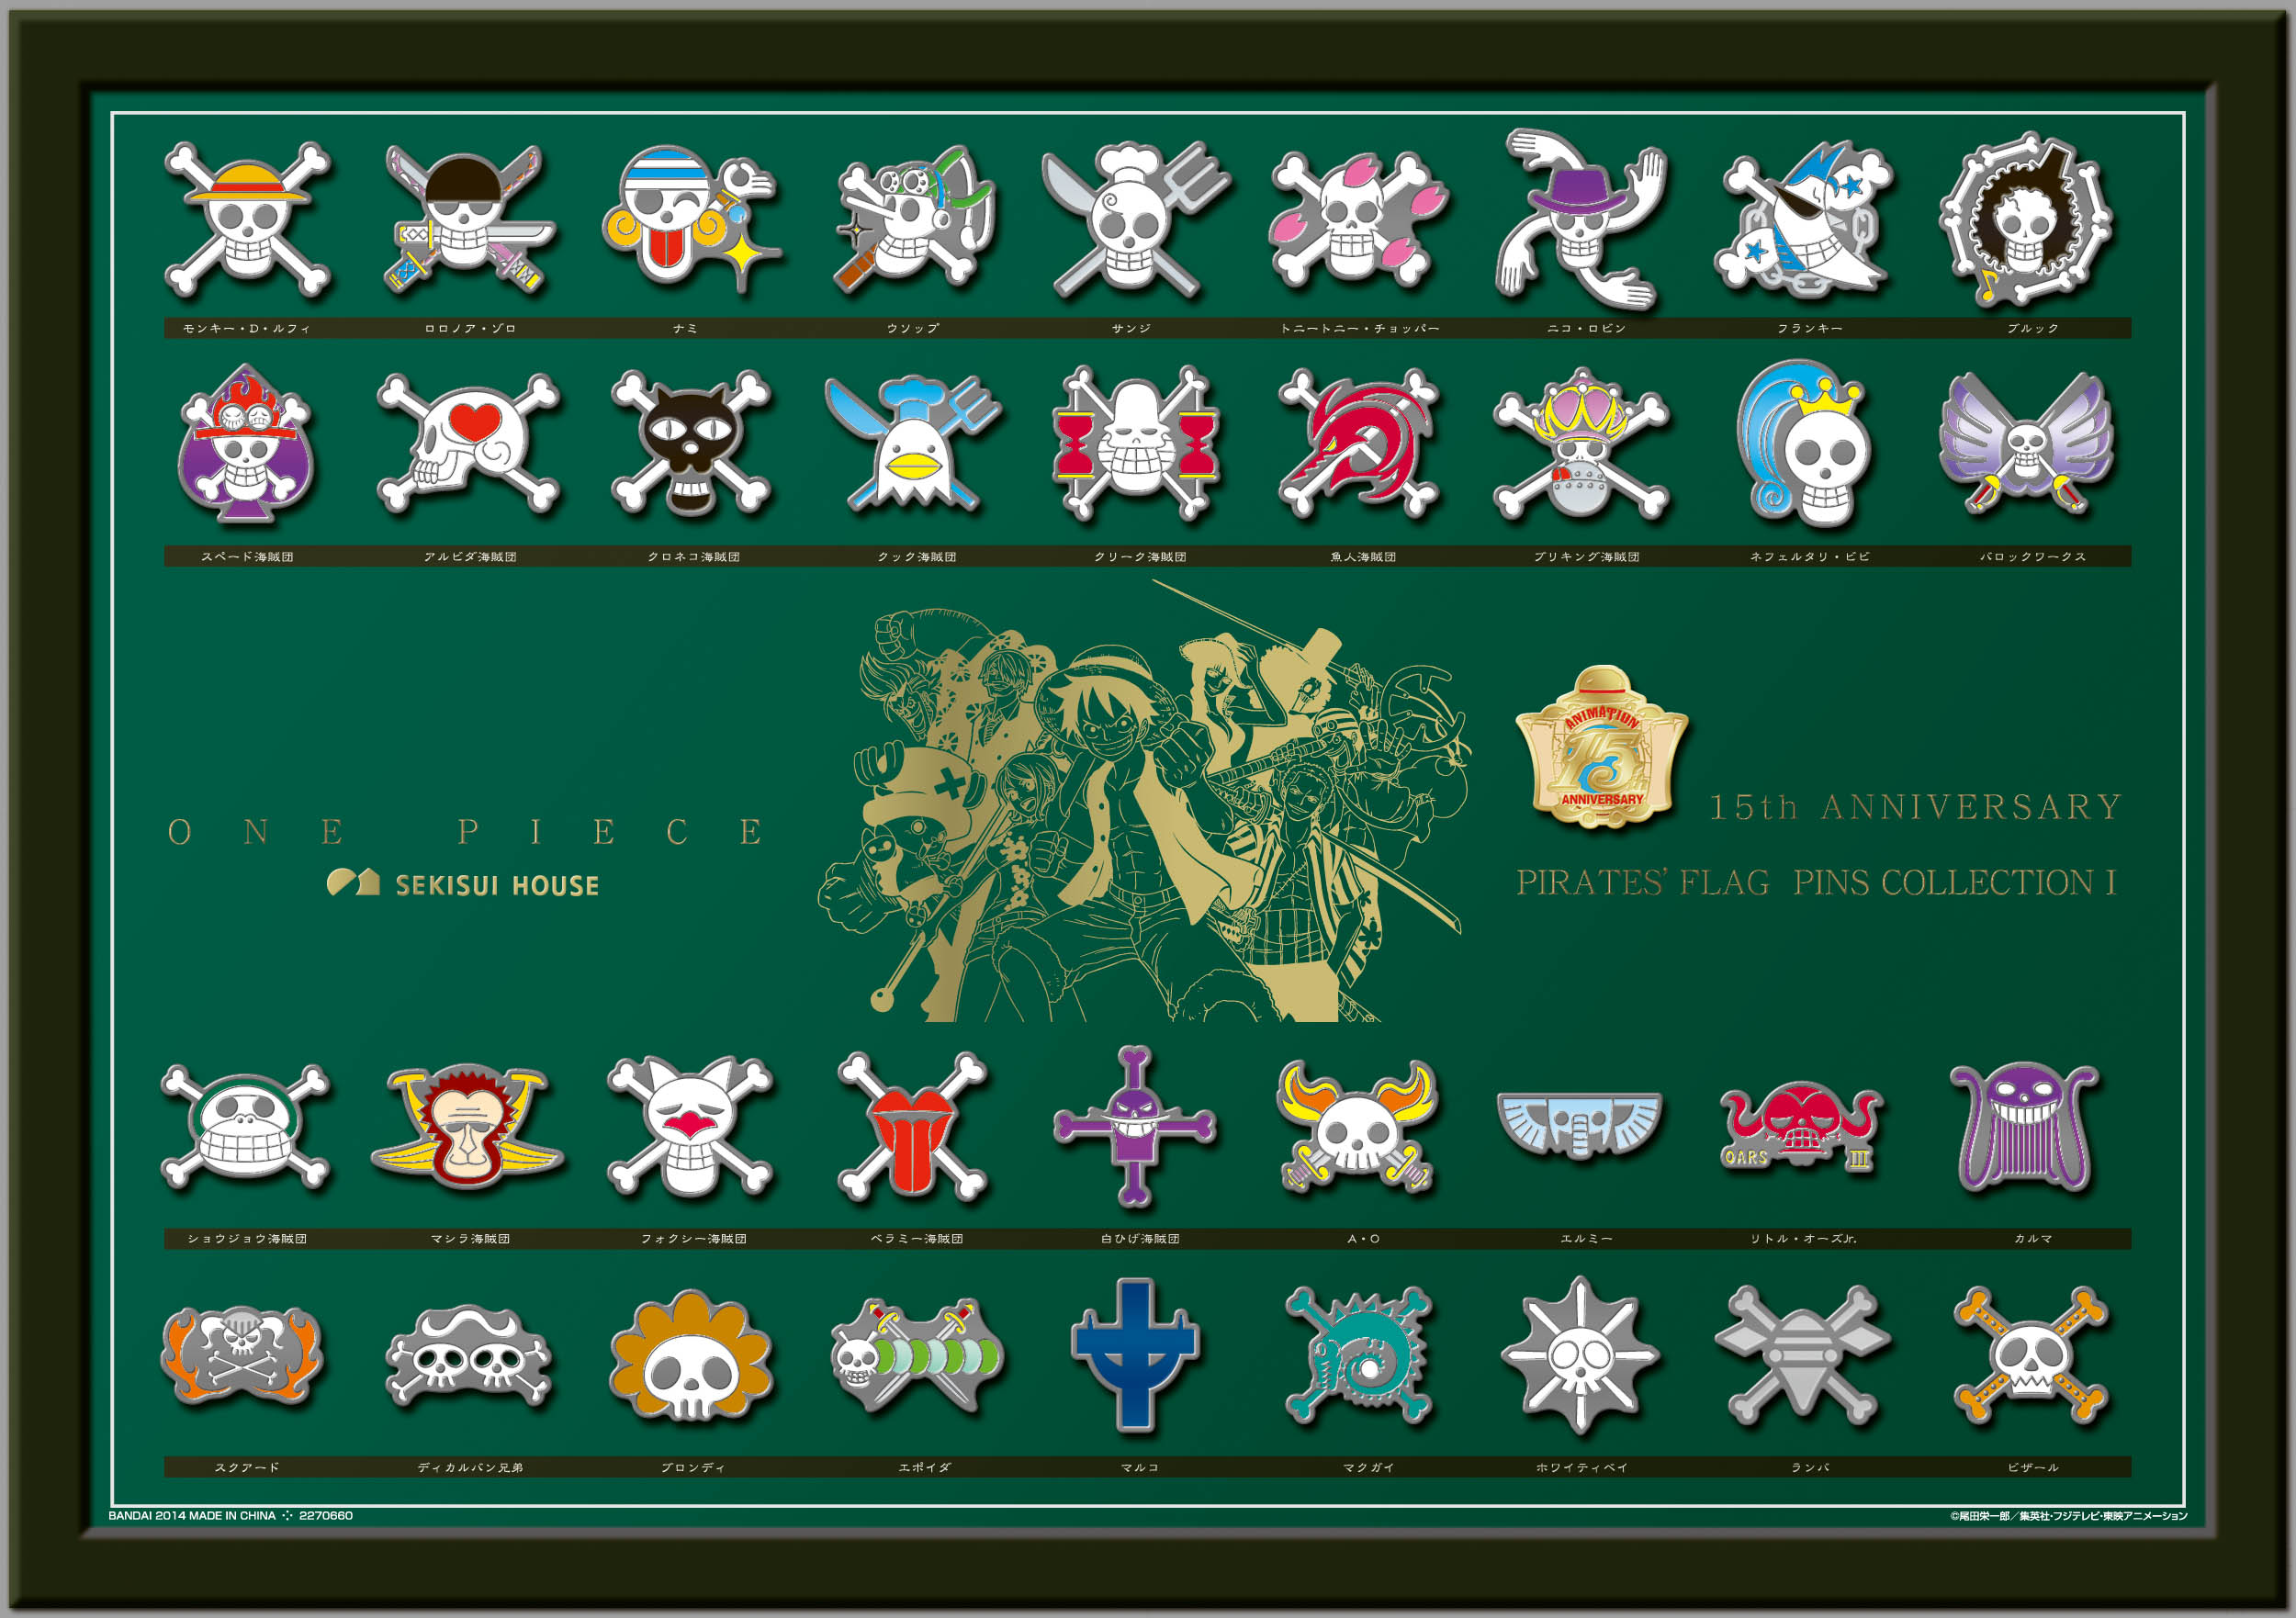 モンキー・D・ルフィ ロロノア・ゾロ ナミ ウソップ サンジ トニートニー・チョッパー ニコ・ロビン フランキー ブルック
スペード海賊団 アルビダ海賊団 クロネコ海賊団 クック海賊団 クリーク海賊団 魚人海賊団 ブリキング海賊団 ネフェルタリ・ビビ バロックワークス
ONE PIECE
SEKISUI HOUSE
ANIMATION
15
ANNIVERSARY
15th ANNIVERSARY
PIRATES' FLAG PINS COLLECTION I
OARS III
ショウジョウ海賊団 マシラ海賊団 フォクシー海賊団 ベラミー海賊団 白ひげ海賊団 A・O エルミー リトル・オーズJr. カルマ
スクアード ディカルバン兄弟 ブロンディ エポイダ マルコ マクガイ ホワイティベイ ランバ ビザール
BANDAI 2014 MADE IN CHINA 2270660
©尾田栄一郎／集英社・フジテレビ・東映アニメーション